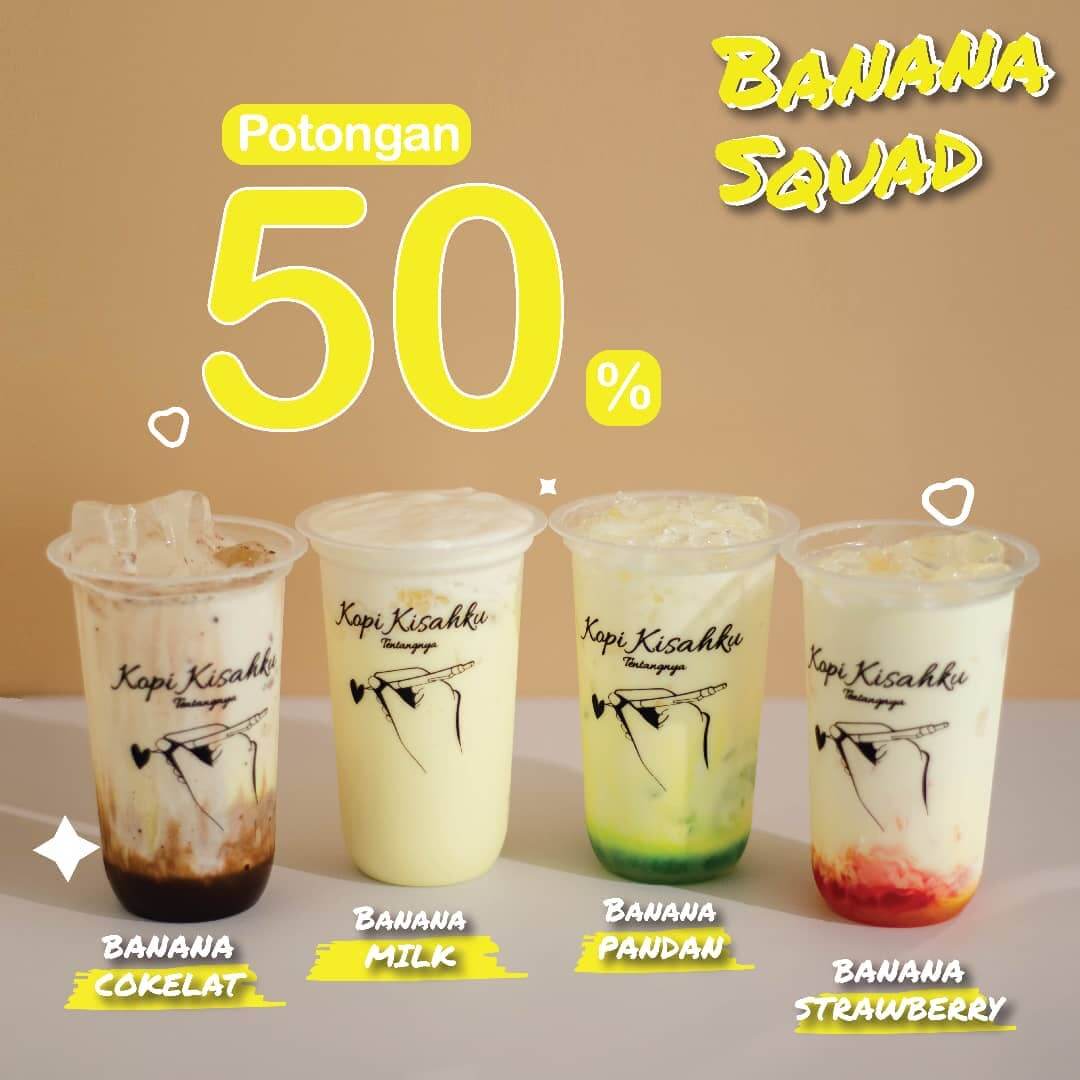 BANANA
SQUAD
Potongan
50
%
Kopi Kisahku
Tentangnya
Kopi Kisahku
Tentangnya
Kopi Kisahku
Tentangnya
Kopi Kisahku
Tentangnya
BANANA
COKELAT
BANANA
MILK
BANANA
PANDAN
BANANA
STRAWBERRY